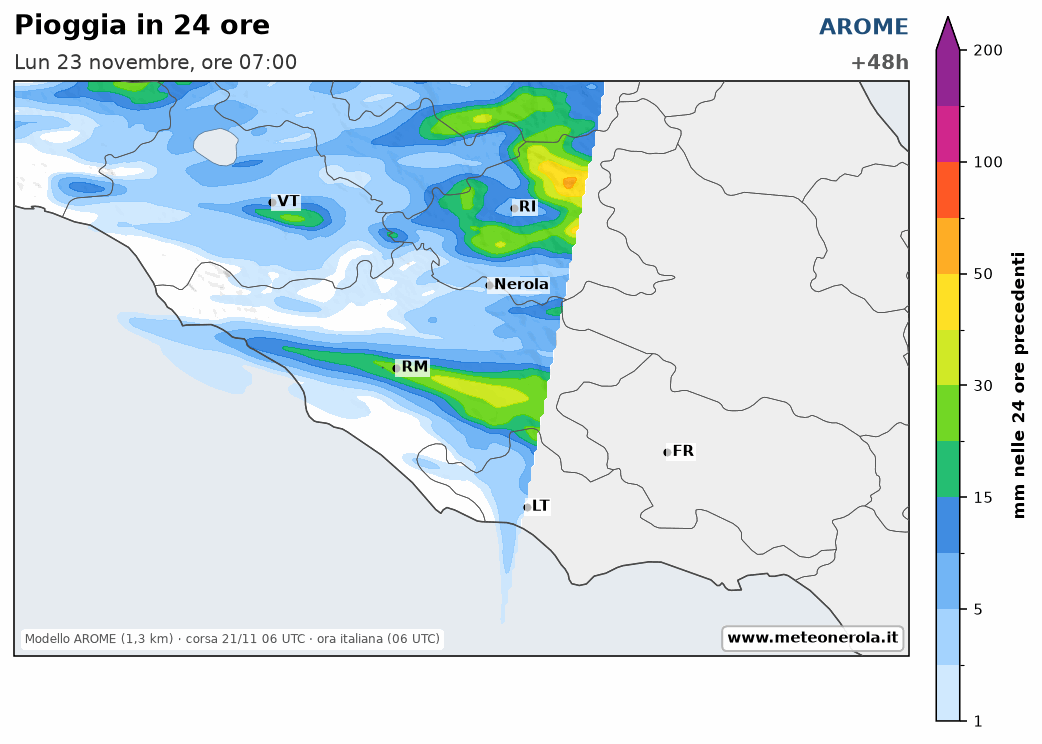 Pioggia in 24 ore
AROME
Lun 23 novembre, ore 07:00
+48h
VT
RI
Nerola
RM
FR
LT
Modello AROME (1,3 km) · corsa 21/11 06 UTC · ora italiana (06 UTC)
www.meteonerola.it
200
100
50
30
15
5
1
mm nelle 24 ore precedenti